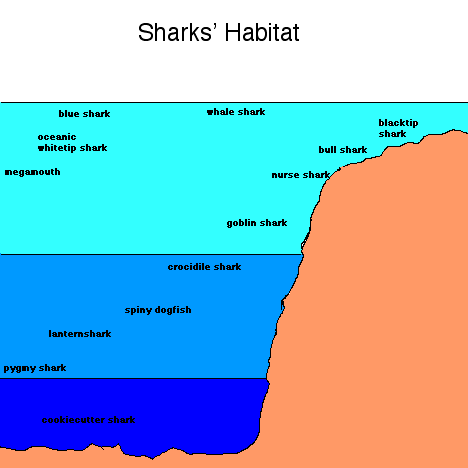 Sharks' Habitat
blue shark
whale shark
blacktip
shark
oceanic
whitetip shark
bull shark
megamouth
nurse shark
goblin shark
crocidile shark
spiny dogfish
lanternshark
pygmy shark
cookiecutter shark